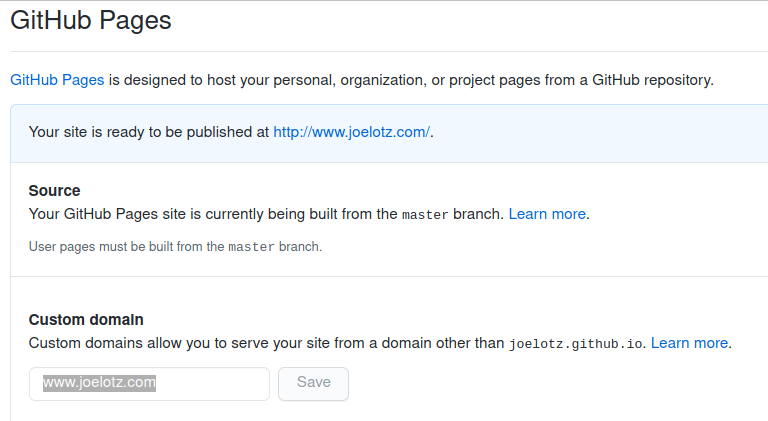 GitHub Pages
GitHub Pages is designed to host your personal, organization, or project pages from a GitHub repository.
Your site is ready to be published at http://www.joelotz.com/.
Source
Your GitHub Pages site is currently being built from the master branch. Learn more.
User pages must be built from the master branch.
Custom domain
Custom domains allow you to serve your site from a domain other than joelotz.github.io. Learn more.
www.joelotz.com Save